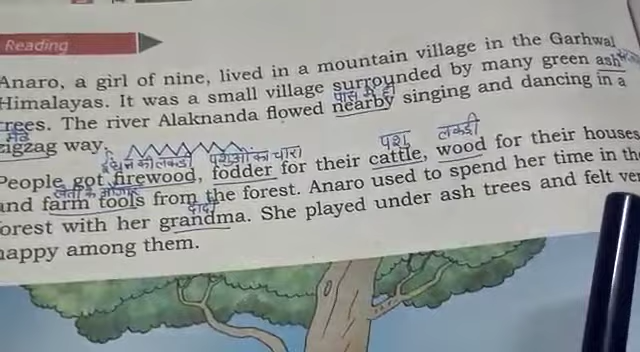 Reading
Anaro, a girl of nine, lived in a mountain village in the Garhwal
Himalayas. It was a small village surrounded by many green ash
पास में ही
trees. The river Alaknanda flowed nearby singing and dancing in a
zigzag way.
ईंधन की लकडी पशुओं का चारा पशु लकडी
People got firewood, fodder for their cattle, wood for their houses
and farm tools from the forest. Anaro used to spend her time in the
दादी
forest with her grandma. She played under ash trees and felt ver
happy among them.